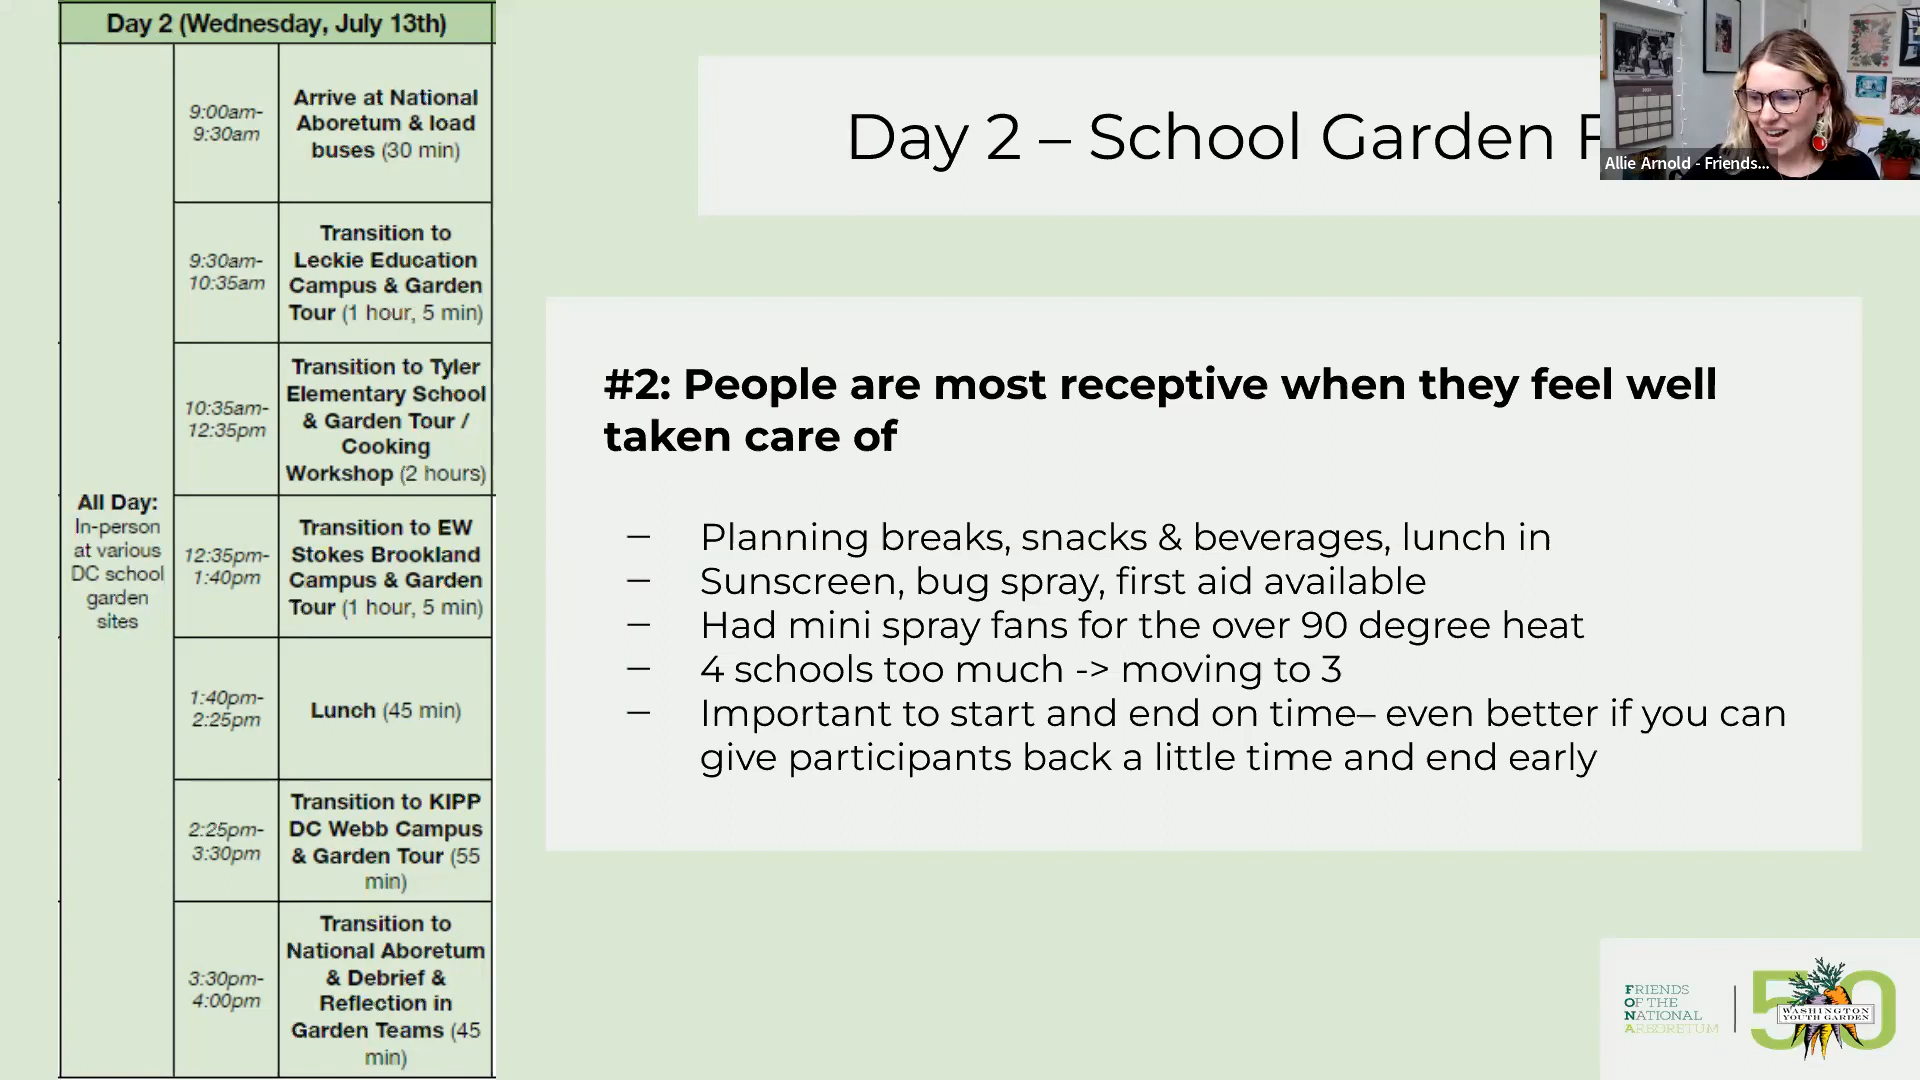 Day 2 (Wednesday, July 13th)
All Day:
In-person
at various
DC school
garden
sites
9:00am-
9:30am
Arrive at National
Aboretum & load
buses (30 min)
9:30am-
10:35am
Transition to
Leckie Education
Campus & Garden
Tour (1 hour, 5 min)
10:35am-
12:35pm
Transition to Tyler
Elementary School
& Garden Tour /
Cooking
Workshop (2 hours)
12:35pm-
1:40pm
Transition to EW
Stokes Brookland
Campus & Garden
Tour (1 hour, 5 min)
1:40pm-
2:25pm
Lunch (45 min)
2:25pm-
3:30pm
Transition to KIPP
DC Webb Campus
& Garden Tour (55
min)
3:30pm-
4:00pm
Transition to
National Aboretum
& Debrief &
Reflection in
Garden Teams (45
min)
Day 2 – School Garden
Allie Arnold - Friends...
#2: People are most receptive when they feel well
taken care of
– Planning breaks, snacks & beverages, lunch in
– Sunscreen, bug spray, first aid available
– Had mini spray fans for the over 90 degree heat
– 4 schools too much -> moving to 3
– Important to start and end on time– even better if you can
give participants back a little time and end early
FRIENDS
OF THE
NATIONAL
ARBORETUM
50
WASHINGTON
YOUTH GARDEN